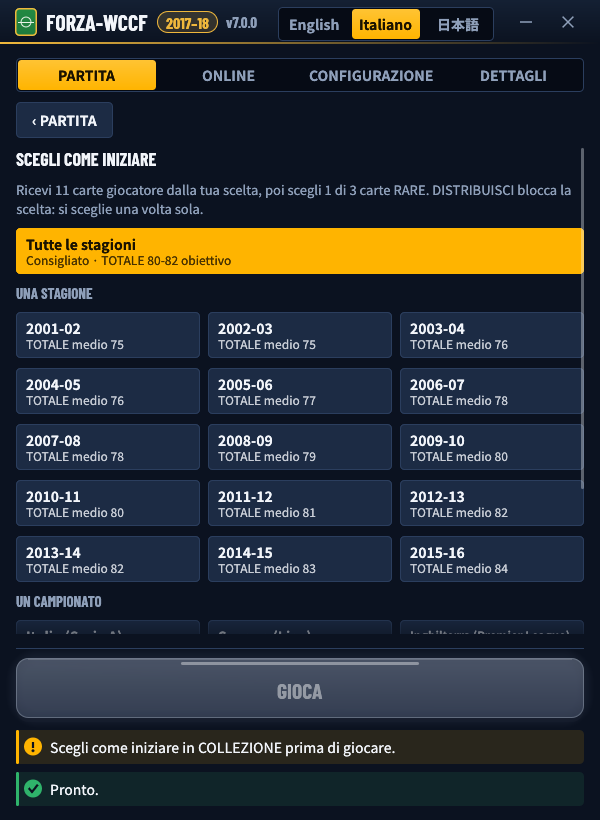 FORZA-WCCF 2017-18 v7.0.0 English Italiano 日本語
PARTITA ONLINE CONFIGURAZIONE DETTAGLI
‹ PARTITA
SCEGLI COME INIZIARE
Ricevi 11 carte giocatore dalla tua scelta, poi scegli 1 di 3 carte RARE. DISTRIBUISCI blocca la
scelta: si sceglie una volta sola.
Tutte le stagioni
Consigliato · TOTALE 80-82 obiettivo
UNA STAGIONE
2001-02 2002-03 2003-04
TOTALE medio 75 TOTALE medio 75 TOTALE medio 76
2004-05 2005-06 2006-07
TOTALE medio 76 TOTALE medio 77 TOTALE medio 78
2007-08 2008-09 2009-10
TOTALE medio 78 TOTALE medio 79 TOTALE medio 80
2010-11 2011-12 2012-13
TOTALE medio 80 TOTALE medio 81 TOTALE medio 82
2013-14 2014-15 2015-16
TOTALE medio 82 TOTALE medio 83 TOTALE medio 84
UN CAMPIONATO
GIOCA
Scegli come iniziare in COLLEZIONE prima di giocare.
Pronto.